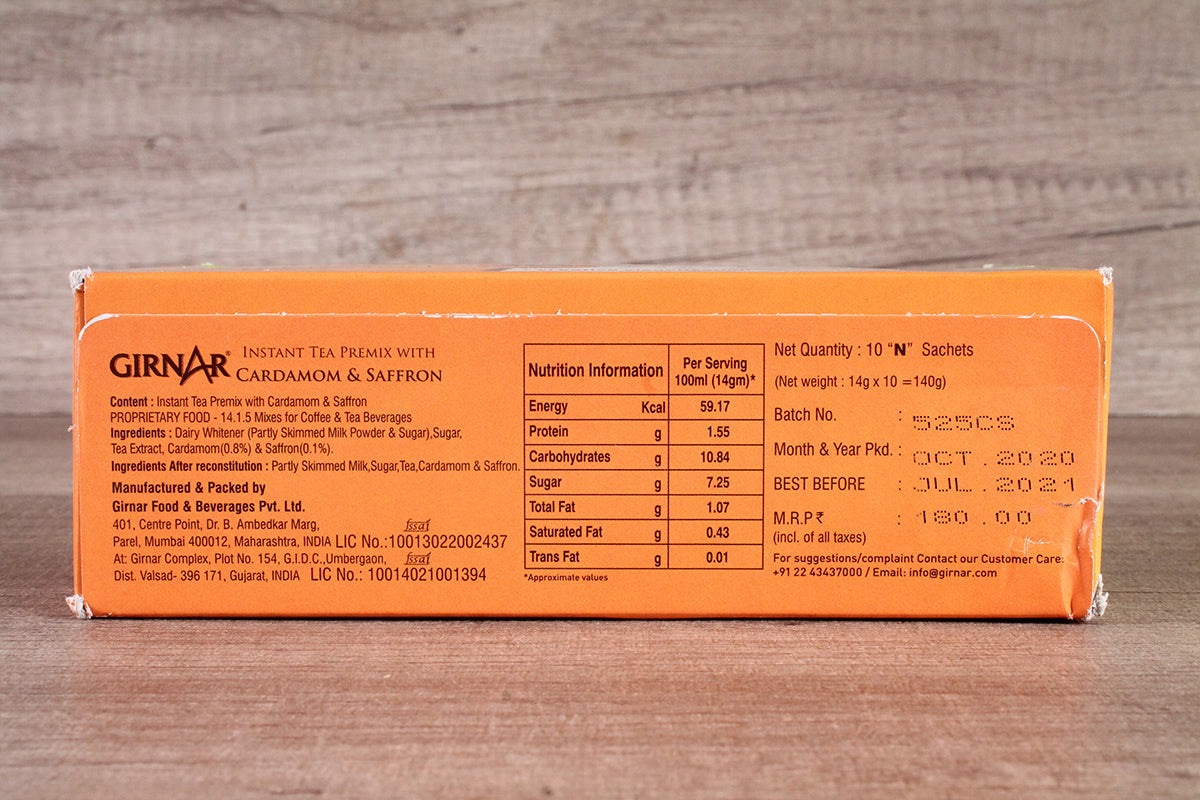 GIRNAR®
INSTANT TEA PREMIX WITH
CARDAMOM & SAFFRON
Content : Instant Tea Premix with Cardamom & Saffron
PROPRIETARY FOOD - 14.1.5 Mixes for Coffee & Tea Beverages
Ingredients : Dairy Whitener (Partly Skimmed Milk Powder & Sugar),Sugar,
Tea Extract, Cardamom(0.8%) & Saffron(0.1%).
Ingredients After reconstitution : Partly Skimmed Milk,Sugar,Tea,Cardamom & Saffron.
Manufactured & Packed by
Girnar Food & Beverages Pvt. Ltd.
401, Centre Point, Dr. B. Ambedkar Marg,
fssai
Parel, Mumbai 400012, Maharashtra, INDIA LIC No.:10013022002437
At: Girnar Complex, Plot No. 154, G.I.D.C.,Umbergaon,
fssai
Dist. Valsad- 396 171, Gujarat, INDIA LIC No.: 10014021001394
Nutrition Information Per Serving
100ml (14gm)*
Energy Kcal 59.17
Protein g 1.55
Carbohydrates g 10.84
Sugar g 7.25
Total Fat g 1.07
Saturated Fat g 0.43
Trans Fat g 0.01
*Approximate values
Net Quantity : 10 “N” Sachets
(Net weight : 14g x 10 =140g)
Batch No. : 525CS
Month & Year Pkd. : OCT.2020
BEST BEFORE : JUL.2021
M.R.P ₹ : 180.00
(incl. of all taxes)
For suggestions/complaint Contact our Customer Care:
+91 22 43437000 / Email: info@girnar.com